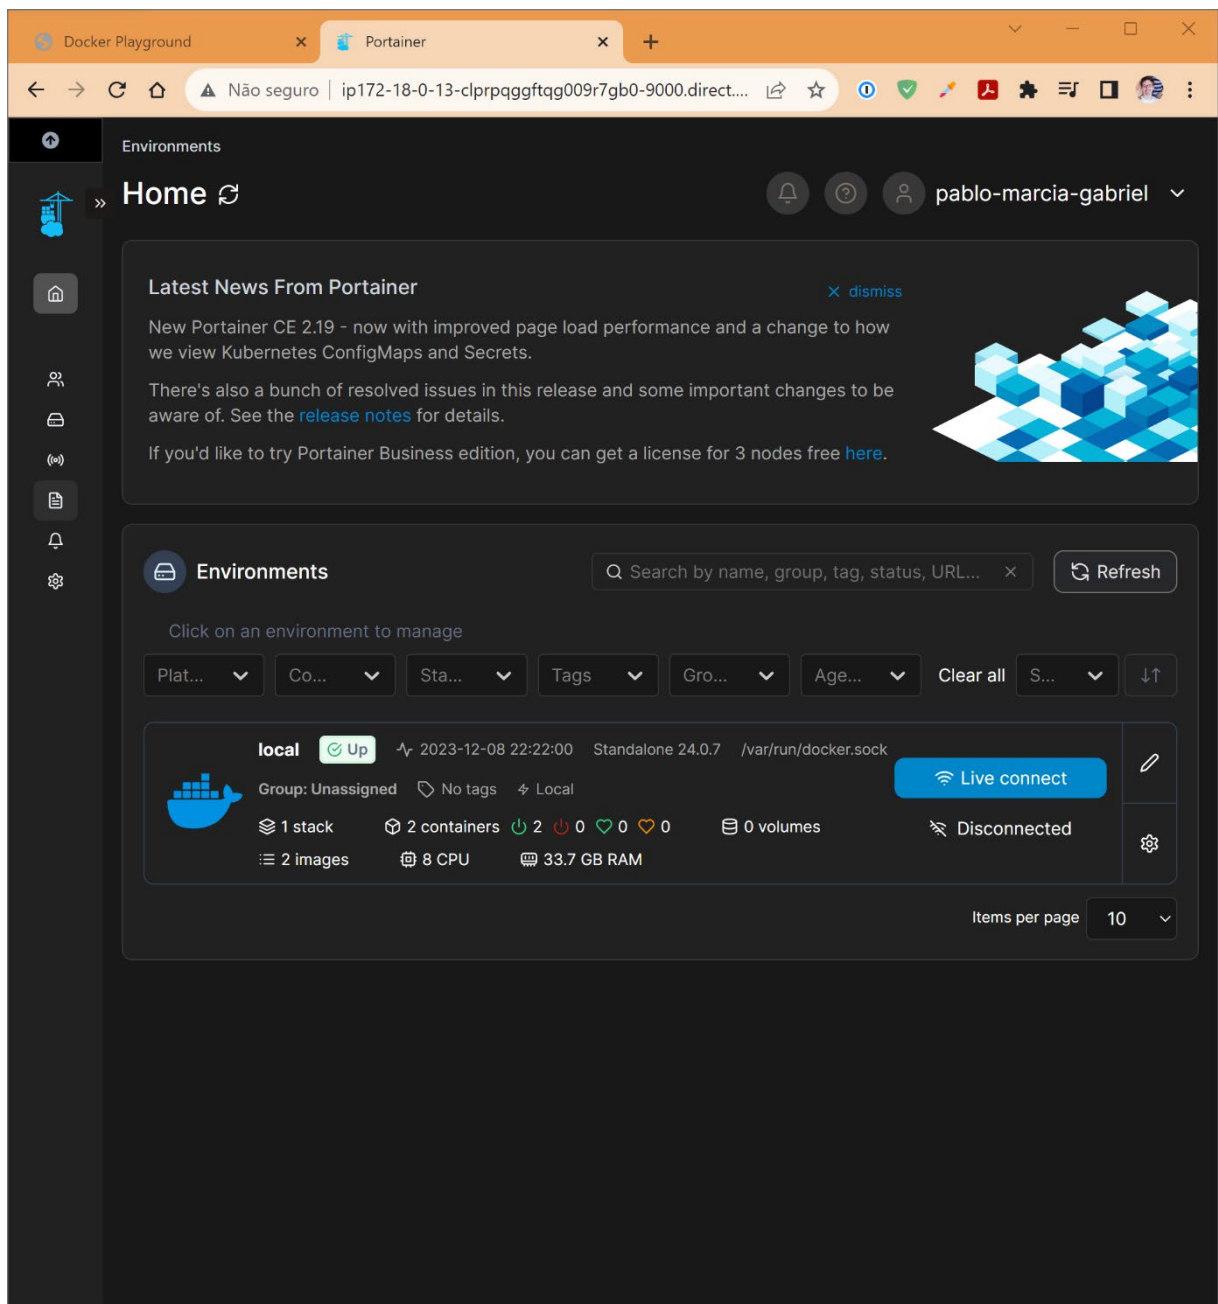 Docker Playground
Portainer
Não seguro
ip172-18-0-13-clprpqggftqg009r7gb0-9000.direct....
Environments
Home
pablo-marcia-gabriel
Latest News From Portainer
dismiss
New Portainer CE 2.19 - now with improved page load performance and a change to how
we view Kubernetes ConfigMaps and Secrets.
There's also a bunch of resolved issues in this release and some important changes to be
aware of. See the release notes for details.
If you'd like to try Portainer Business edition, you can get a license for 3 nodes free here.
Environments
Search by name, group, tag, status, URL...
Refresh
Click on an environment to manage
Plat... Co... Sta... Tags Gro... Age... Clear all S...
local Up 2023-12-08 22:22:00 Standalone 24.0.7 /var/run/docker.sock
Live connect
Group: Unassigned No tags Local
1 stack 2 containers 2 0 0 0 0 volumes
Disconnected
2 images 8 CPU 33.7 GB RAM
Items per page 10